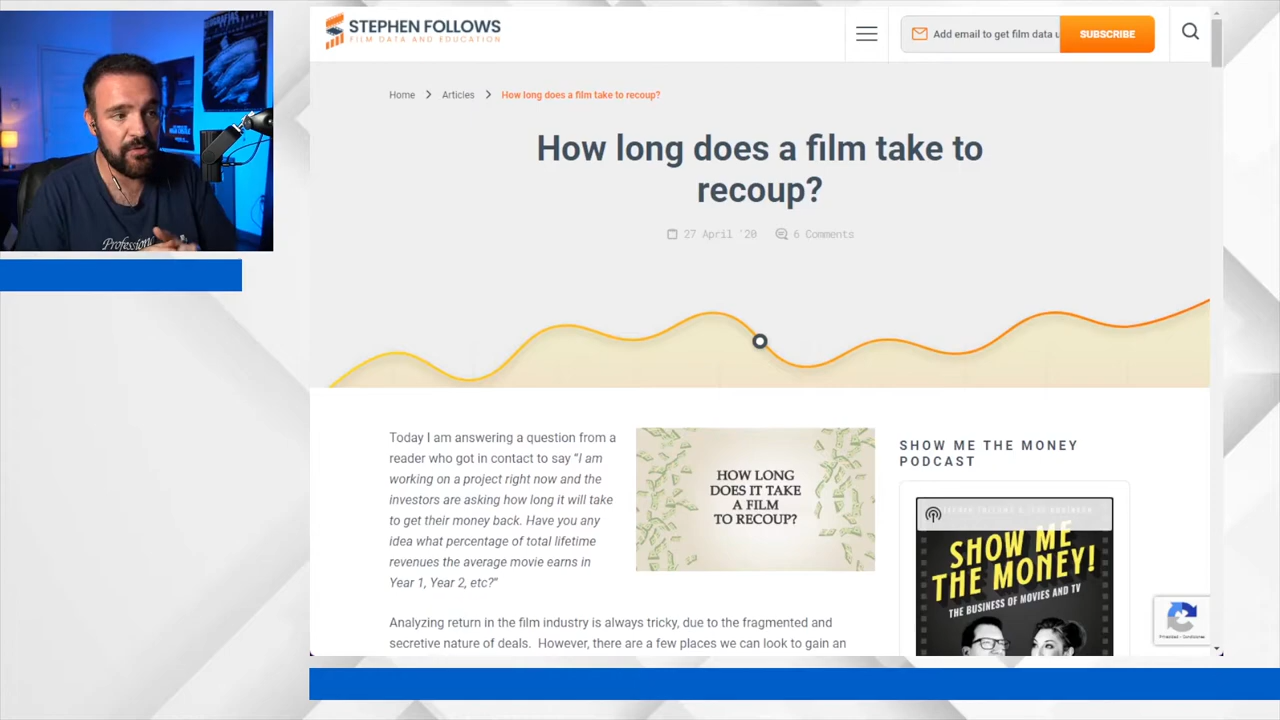 STEPHEN FOLLOWS
FILM DATA AND EDUCATION
Add email to get film data u
SUBSCRIBE
Home > Articles > How long does a film take to recoup?
How long does a film take to
recoup?
27 April '20 6 Comments
Today I am answering a question from a
reader who got in contact to say “I am
working on a project right now and the
investors are asking how long it will take
to get their money back. Have you any
idea what percentage of total lifetime
revenues the average movie earns in
Year 1, Year 2, etc?”
HOW LONG
DOES IT TAKE
A FILM
TO RECOUP?
Analyzing return in the film industry is always tricky, due to the fragmented and
secretive nature of deals. However, there are a few places we can look to gain an
SHOW ME THE MONEY
PODCAST
SHOW ME
THE MONEY!
THE BUSINESS OF MOVIES AND TV
Professional